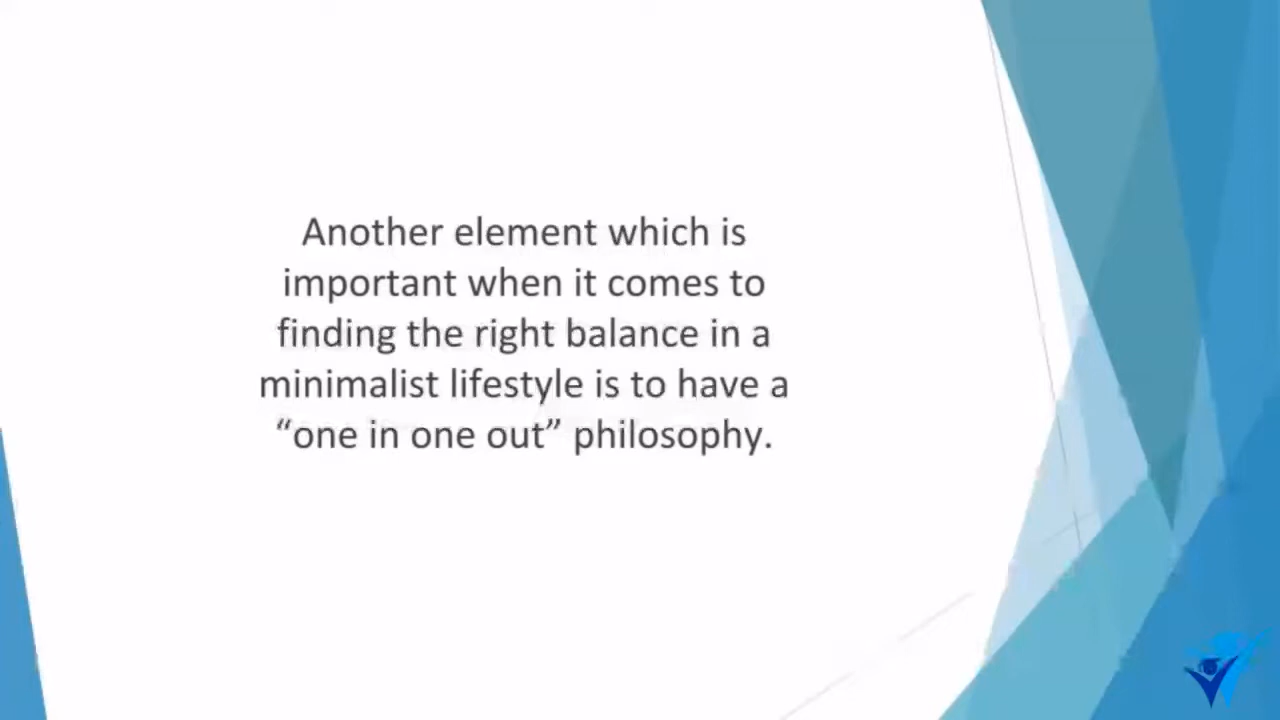 Another element which is
important when it comes to
finding the right balance in a
minimalist lifestyle is to have a
“one in one out” philosophy.